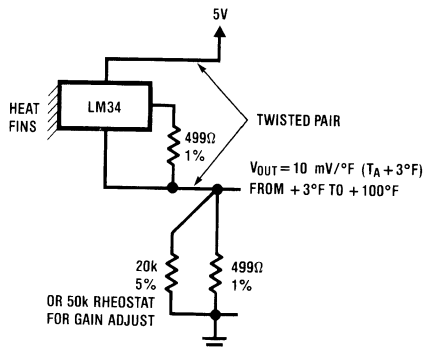 5V
HEAT
FINS
LM34
TWISTED PAIR
499Ω
1%
VOUT = 10 mV/°F (TA + 3°F)
FROM + 3°F TO + 100°F
20k
5%
499Ω
1%
OR 50k RHEOSTAT
FOR GAIN ADJUST